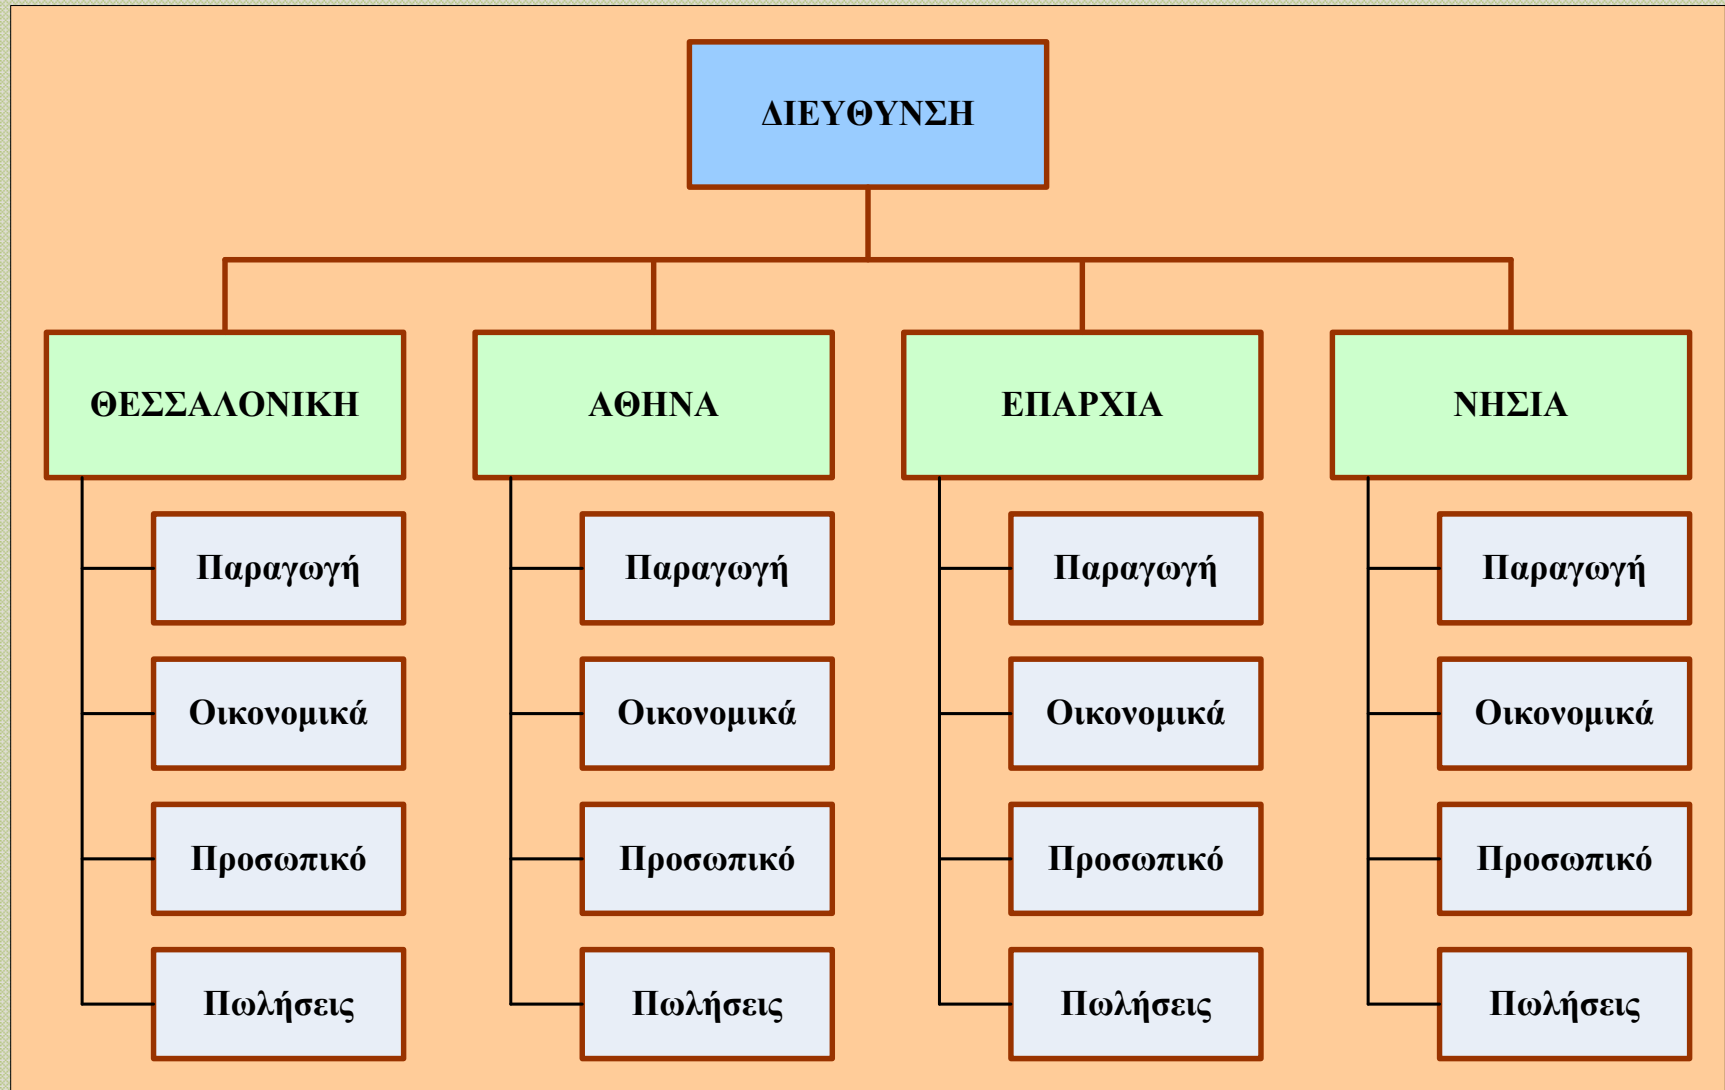 ΔΙΕΥΘΥΝΣΗ
ΘΕΣΣΑΛΟΝΙΚΗ
Παραγωγή
Οικονομικά
Προσωπικό
Πωλήσεις
ΑΘΗΝΑ
Παραγωγή
Οικονομικά
Προσωπικό
Πωλήσεις
ΕΠΑΡΧΙΑ
Παραγωγή
Οικονομικά
Προσωπικό
Πωλήσεις
ΝΗΣΙΑ
Παραγωγή
Οικονομικά
Προσωπικό
Πωλήσεις